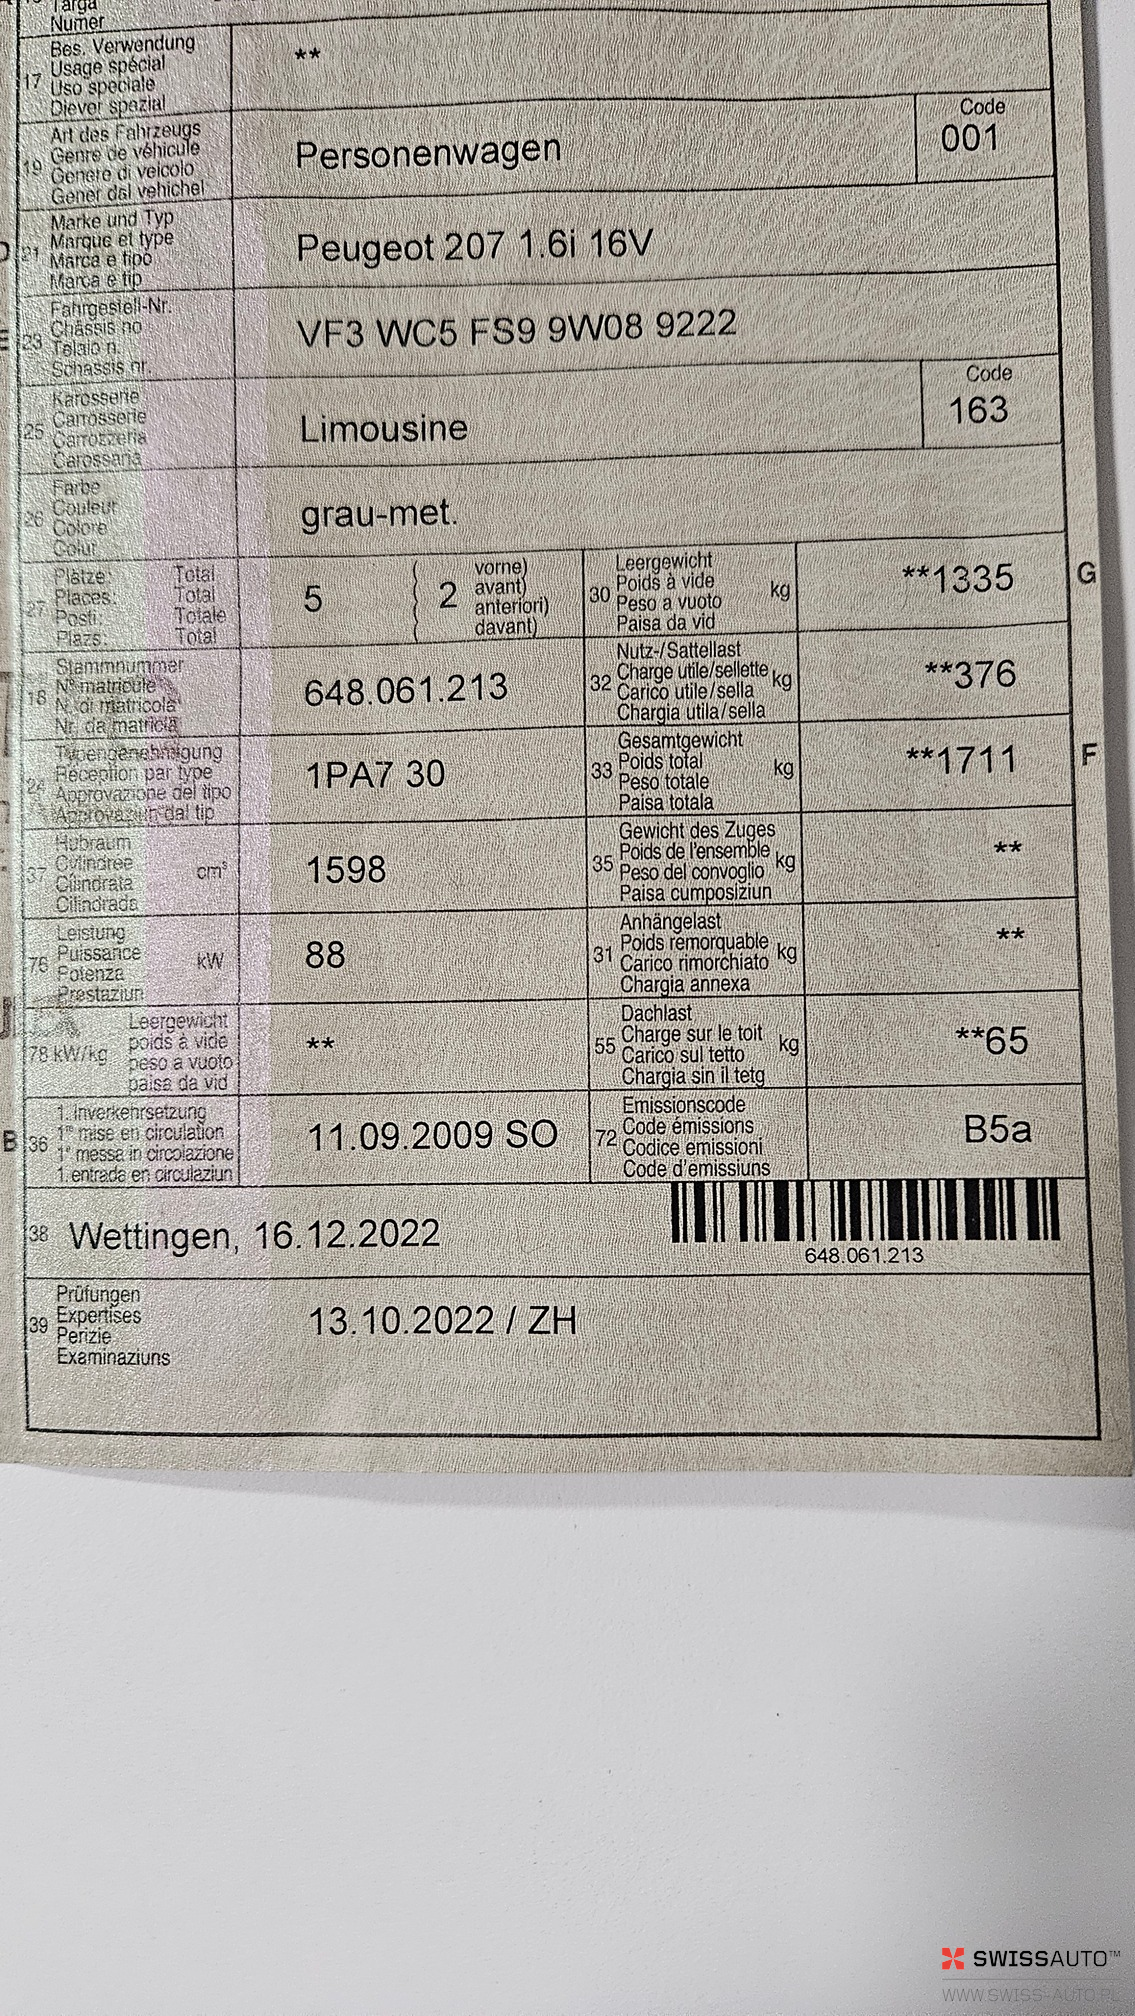 Targa
Numer
17 Bes. Verwendung
Usage spécial
Uso speciale
Diever spezial
**
19 Art des Fahrzeugs
Genre de véhicule
Genere di veicolo
Gener dal vehichel
Personenwagen
Code
001
21 Marke und Typ
Marque et type
Marca e tipo
Marca e tip
Peugeot 207 1.6i 16V
23 Fahrgestell-Nr.
Châssis no
Telaio n.
Schassis nr.
VF3 WC5 FS9 9W08 9222
25 Karosserie
Carrosserie
Carrozzeria
Carossaria
Limousine
Code
163
26 Farbe
Couleur
Colore
Colur
grau-met.
27 Plätze: Total
Places: Total
Posti: Totale
Plazs: Total
5 2 vorne)
avant)
anteriori)
davant)
30 Leergewicht
Poids à vide
Peso a vuoto
Paisa da vid
kg
**1335
G
18 Stammnummer
N° matricule
N. di matricola
Nr. da matricla
648.061.213
32 Nutz-/Sattellast
Charge utile/sellette
Carico utile/sella
Chargia utila/sella
kg
**376
24 Typengenehmigung
Réception par type
Approvazione del tipo
Approvaziun dal tip
1PA7 30
33 Gesamtgewicht
Poids total
Peso totale
Paisa totala
kg
**1711
F
37 Hubraum
Cylindrée
Cilindrata
Cilindrada
cm³
1598
35 Gewicht des Zuges
Poids de l'ensemble
Peso del convoglio
Paisa cumposiziun
kg
**
76 Leistung
Puissance
Potenza
Prestaziun
kW
88
31 Anhängelast
Poids remorquable
Carico rimorchiato
Chargia annexa
kg
**
78 kW/kg Leergewicht
poids à vide
peso a vuoto
paisa da vid
**
55 Dachlast
Charge sur le toit
Carico sul tetto
Chargia sin il tetg
kg
**65
B 36 1. Inverkehrsetzung
1re mise en circulation
1a messa in circolazione
1. entrada en circulaziun
11.09.2009 SO
72 Emissionscode
Code émissions
Codice emissioni
Code d'emissiuns
B5a
38 Wettingen, 16.12.2022
648.061.213
39 Prüfungen
Expertises
Perizie
Examinaziuns
13.10.2022 / ZH
SWISSAUTO™
WWW.SWISS-AUTO.PL